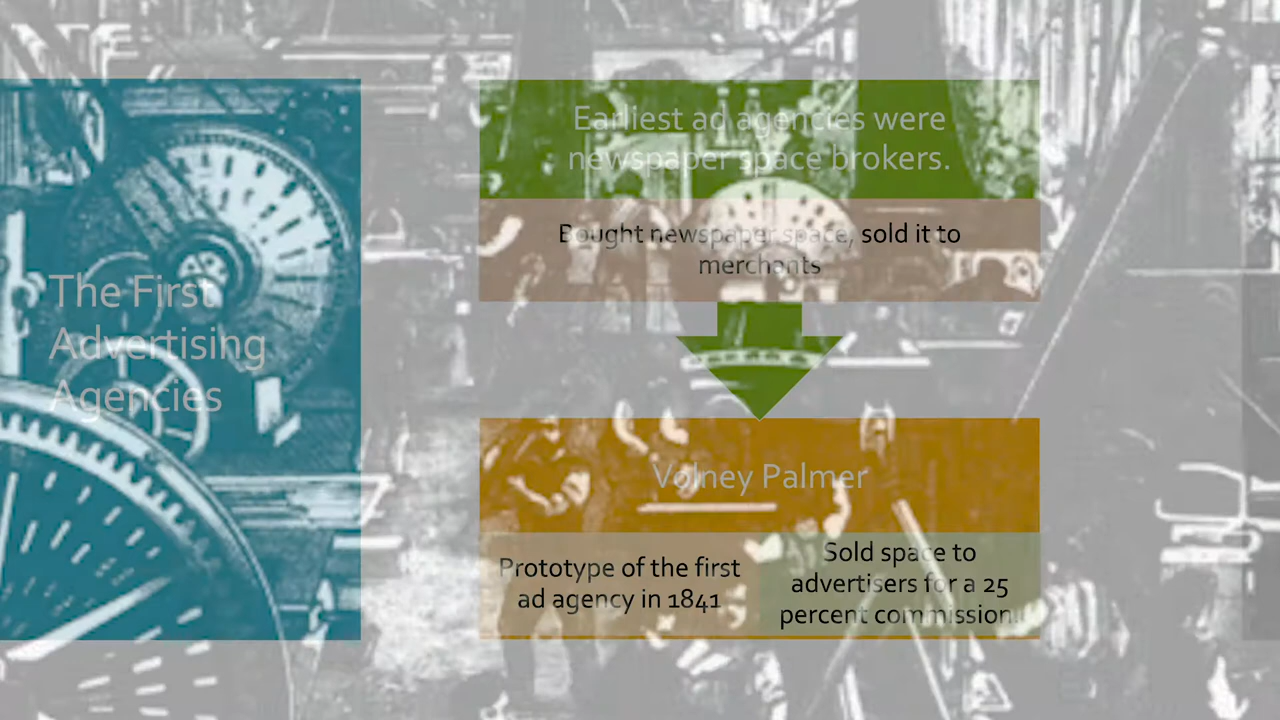 The First
Advertising
Agencies
Earliest ad agencies were
newspaper space brokers.
Bought newspaper space, sold it to
merchants
Volney Palmer
Prototype of the first
ad agency in 1841
Sold space to
advertisers for a 25
percent commission.